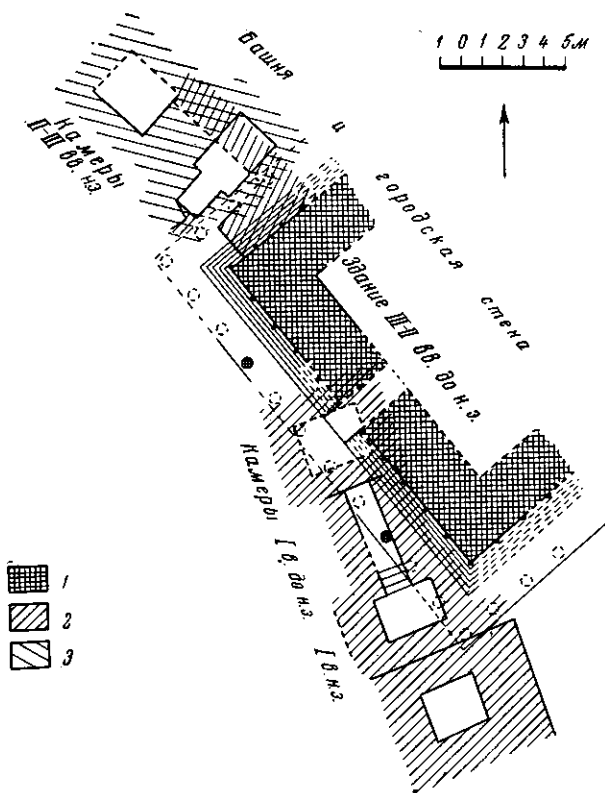 1 0 1 2 3 4 5 м
Башня
и
городская
стена
Камеры
II-III вв. н.э.
Здание III-II вв. до н.э.
Камеры I в. до н.э. I в. н.э.
1
2
3